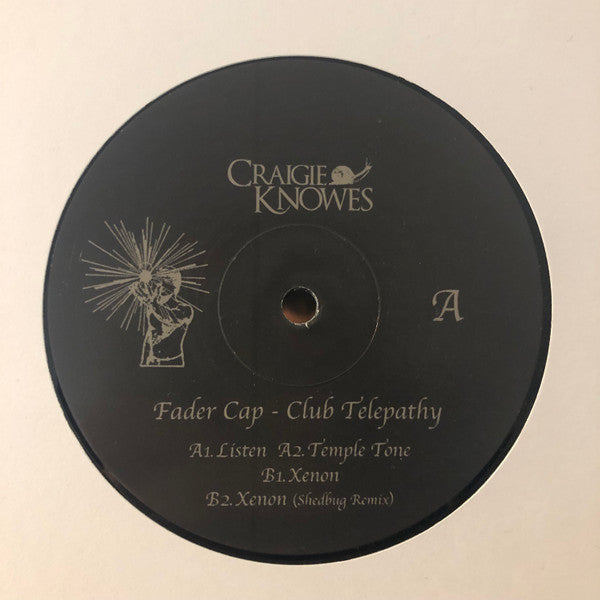 CRAIGIE
KNOWES
A
Fader Cap - Club Telepathy
A1.Listen A2.Temple Tone
B1.Xenon
B2.Xenon (Shedbug Remix)